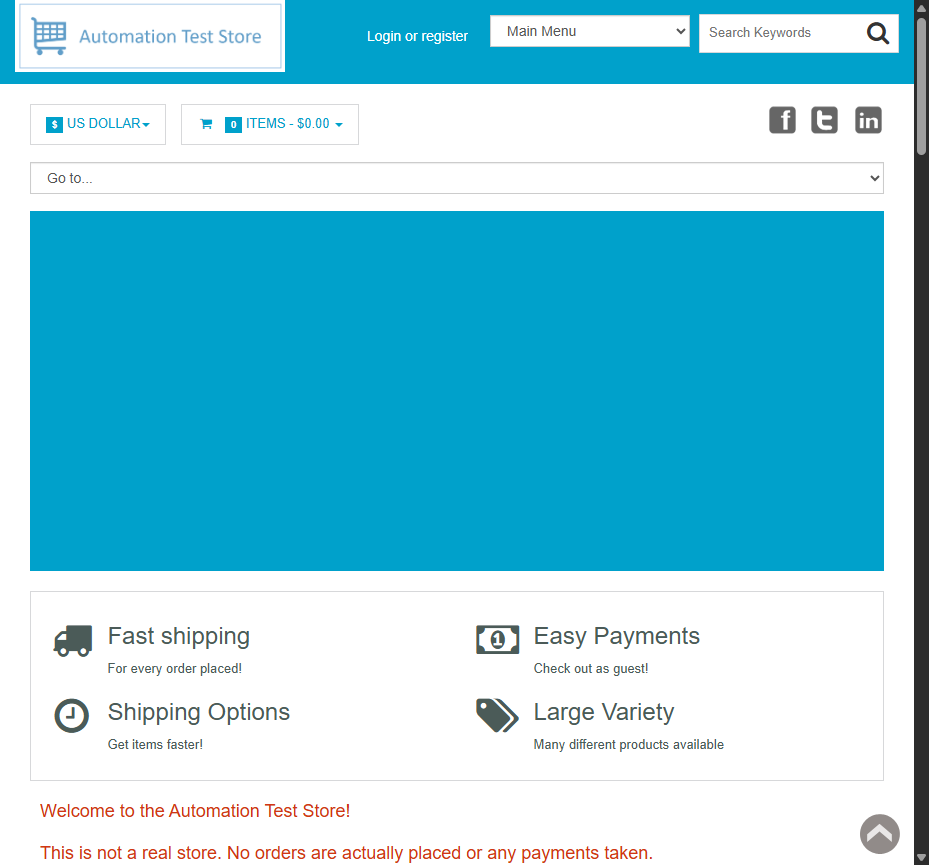 Automation Test Store
Login or register
Main Menu
Search Keywords
$ US DOLLAR
0 ITEMS - $0.00
Go to...
Fast shipping
For every order placed!
Easy Payments
Check out as guest!
Shipping Options
Get items faster!
Large Variety
Many different products available
Welcome to the Automation Test Store!
This is not a real store. No orders are actually placed or any payments taken.